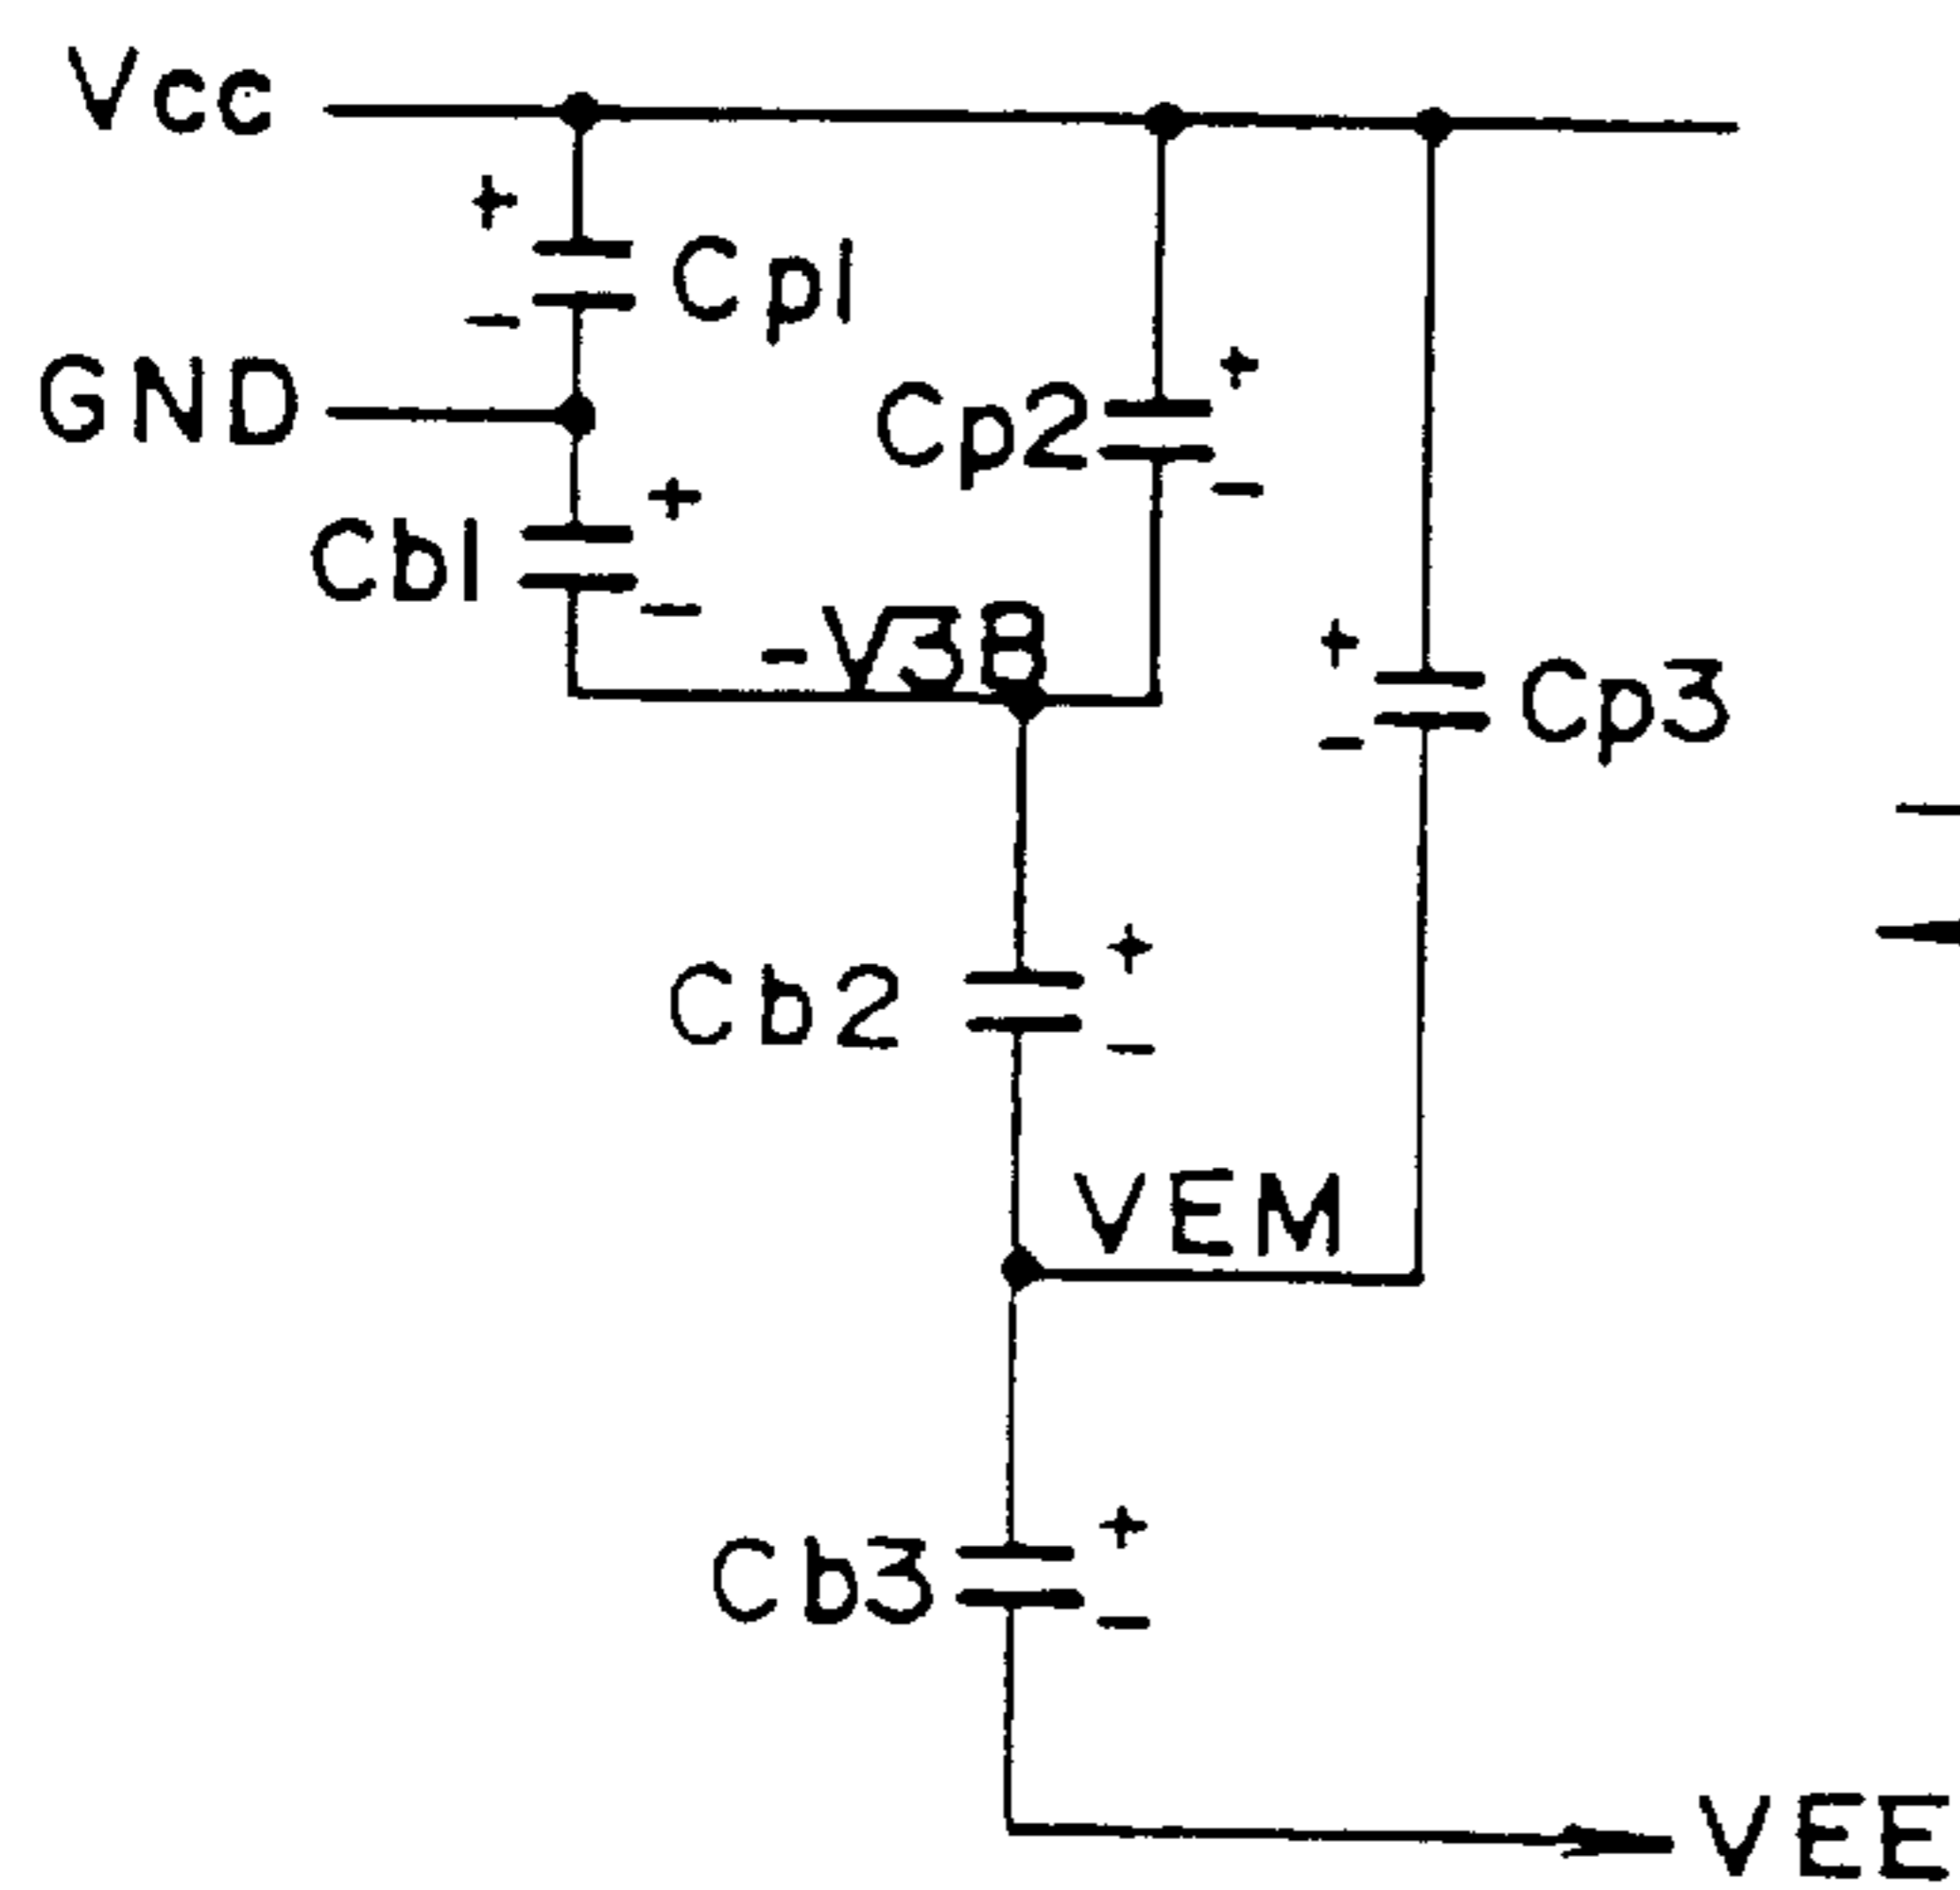 Vcc
+
Cp1
-
GND
+
Cp2
-
+
Cb1
-
-V38
+
Cp3
-
+
Cb2
-
VEM
+
Cb3
-
VEE